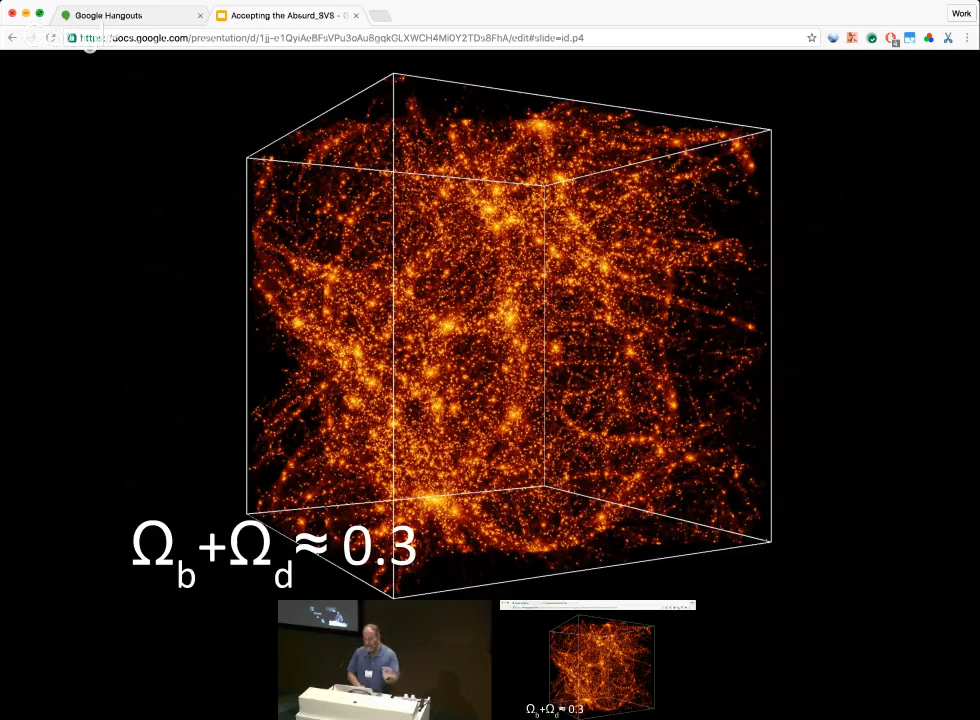 Google Hangouts
Accepting the Absurd_SVS - G
Work
https://docs.google.com/presentation/d/1jj-e1QyiAeBFsVPu3oAu8gqkGLXWCH4Mi0Y2TDs8FhA/edit#slide=id.p4
4
Ωb+Ωd≈ 0.3
Ωb+Ωd≈ 0.3